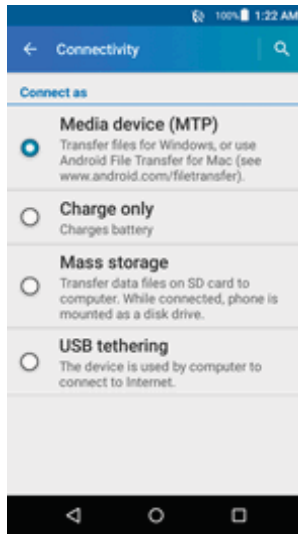 100% 1:22 AM
Connectivity
Connect as
Media device (MTP)
Transfer files for Windows, or use
Android File Transfer for Mac (see
www.android.com/filetransfer).
Charge only
Charges battery
Mass storage
Transfer data files on SD card to
computer. While connected, phone is
mounted as a disk drive.
USB tethering
The device is used by computer to
connect to Internet.